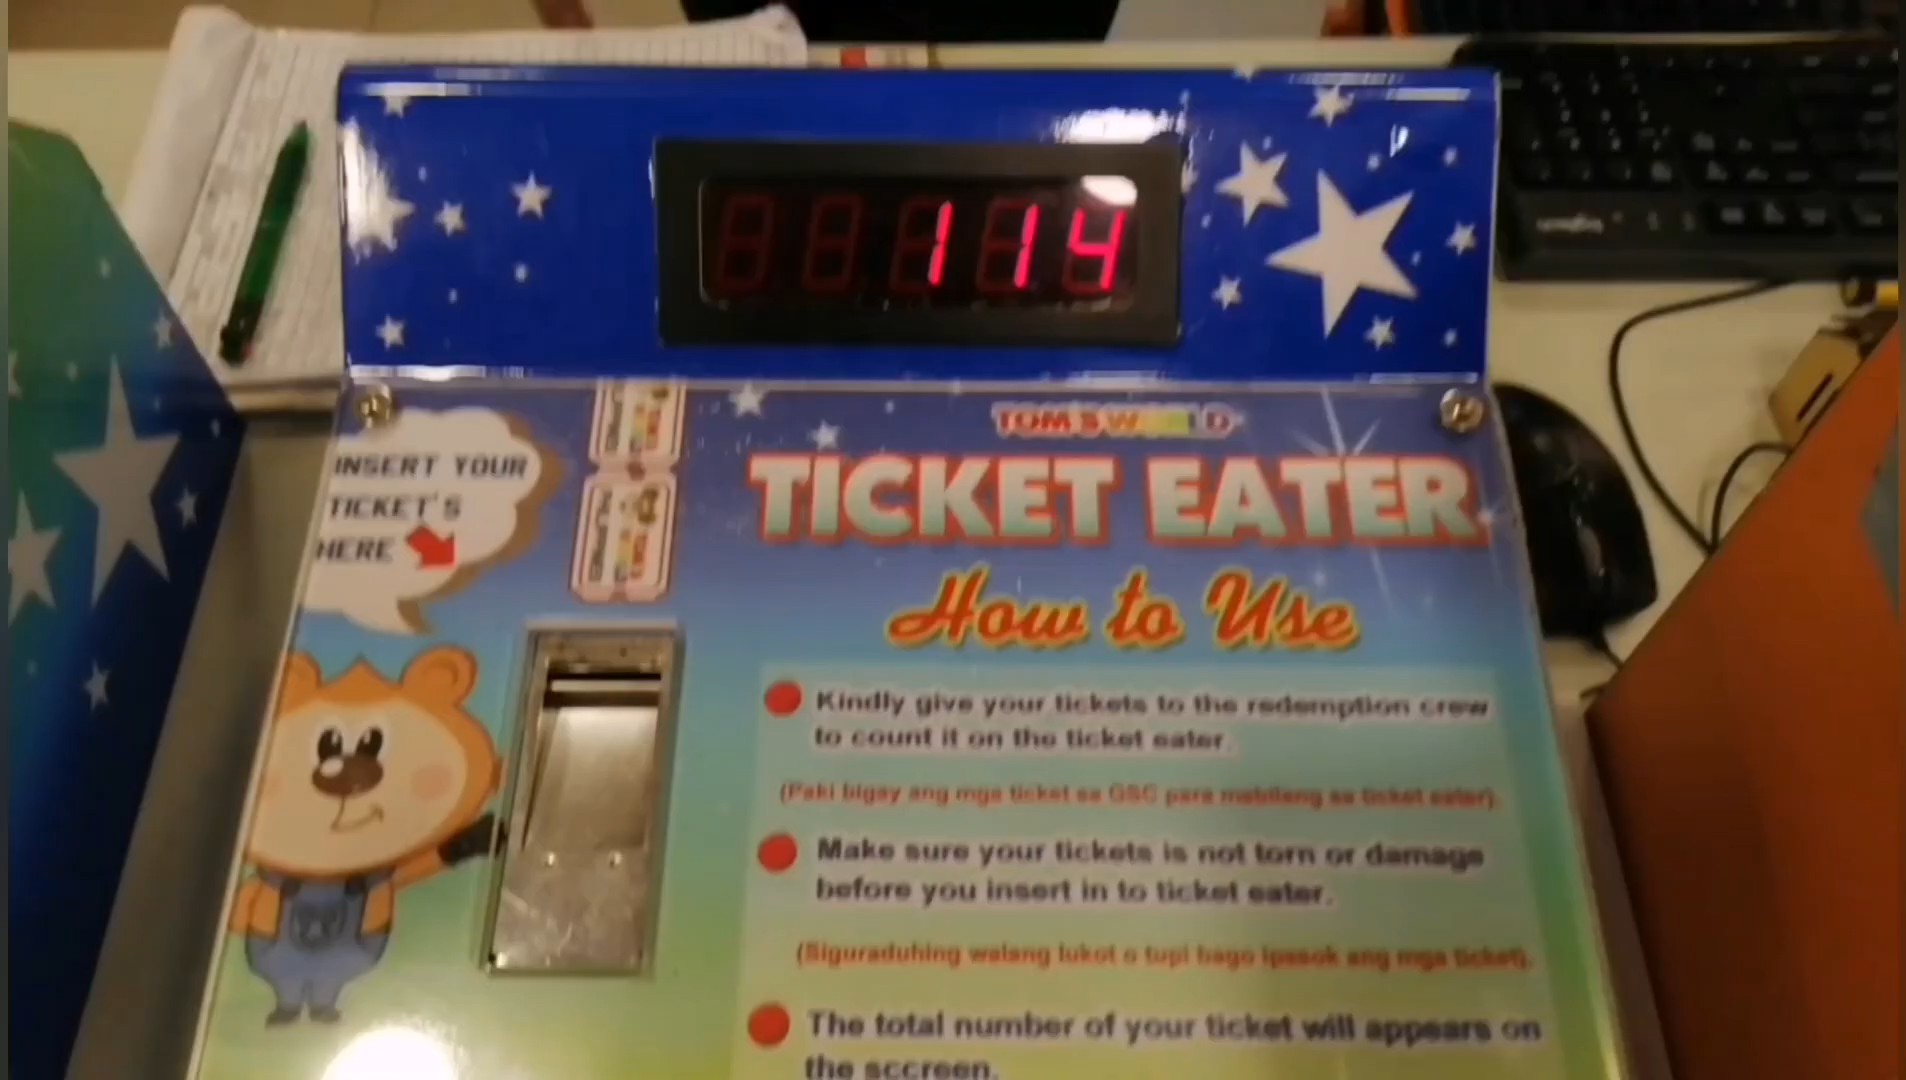 114
TOM'S WORLD
INSERT YOUR
TICKET'S
HERE
TICKET EATER
How to Use
Kindly give your tickets to the redemption crew
to count it on the ticket eater.
(Paki bigay ang mga ticket sa GSC para mabilang sa ticket eater).
Make sure your tickets is not torn or damage
before you insert in to ticket eater.
(Siguraduhing walang lukot o tupi bago ipasok ang mga ticket).
The total number of your ticket will appears on
the sccreen.